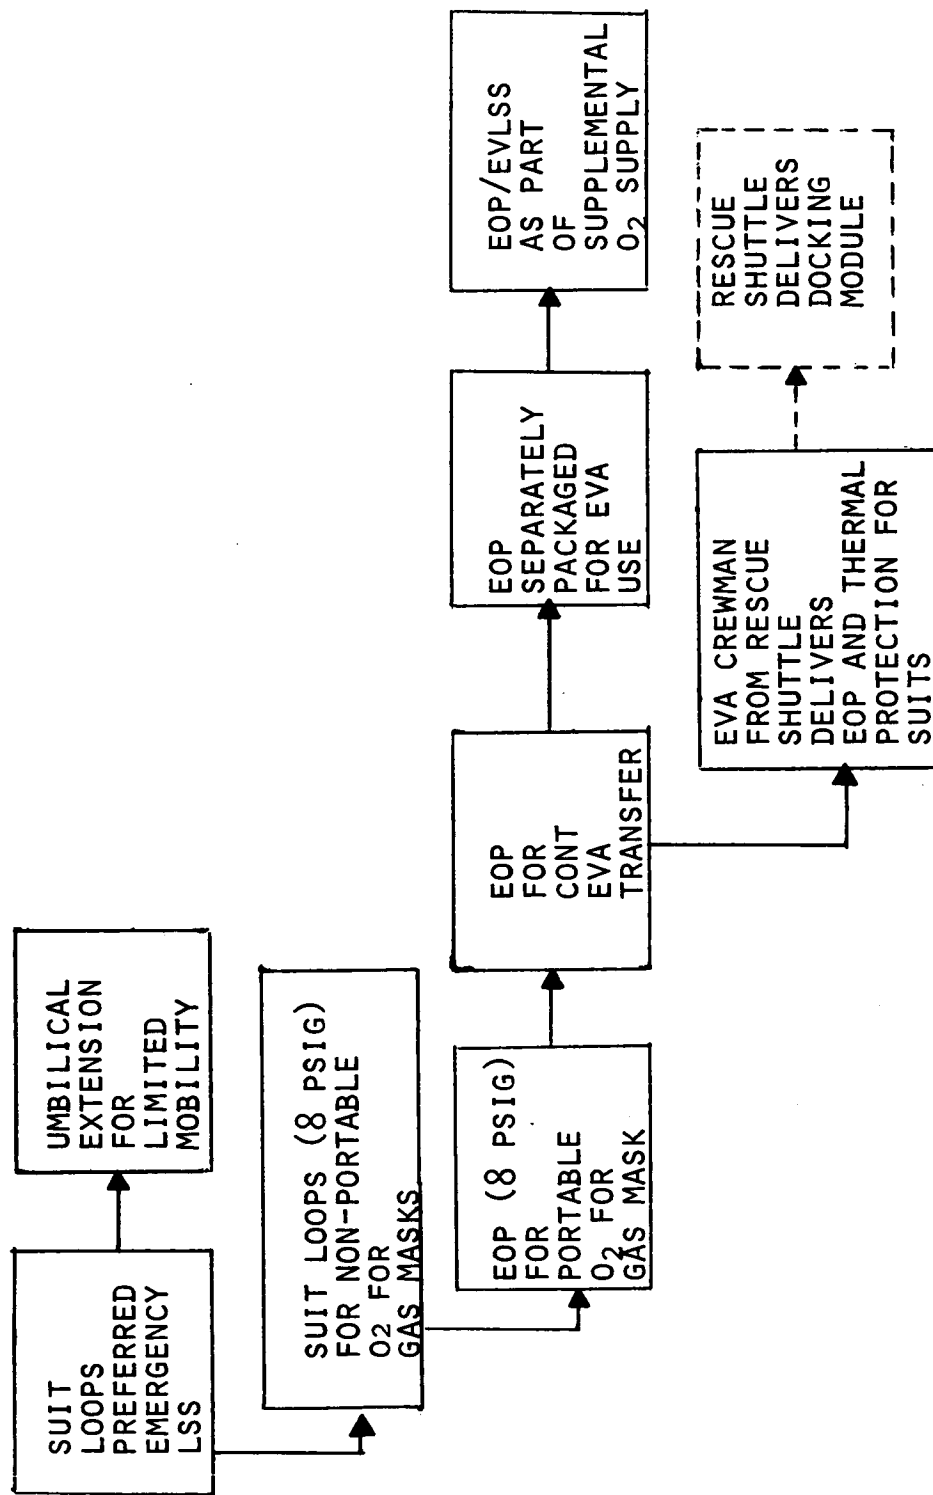 SUIT
LOOPS
PREFERRED
EMERGENCY
LSS
UMBILICAL
EXTENSION
FOR
LIMITED
MOBILITY
SUIT LOOPS (8 PSIG)
FOR NON-PORTABLE
O2 FOR
GAS MASKS
EOP (8 PSIG)
FOR
PORTABLE
O₂ FOR
GAS MASK
EOP
FOR
CONT
EVA
TRANSFER
EOP
SEPARATELY
PACKAGED
FOR EVA
USE
EOP/EVLSS
AS PART
OF
SUPPLEMENTAL
O₂ SUPPLY
EVA CREWMAN
FROM RESCUE
SHUTTLE
DELIVERS
EOP AND THERMAL
PROTECTION FOR
SUITS
RESCUE
SHUTTLE
DELIVERS
DOCKING
MODULE